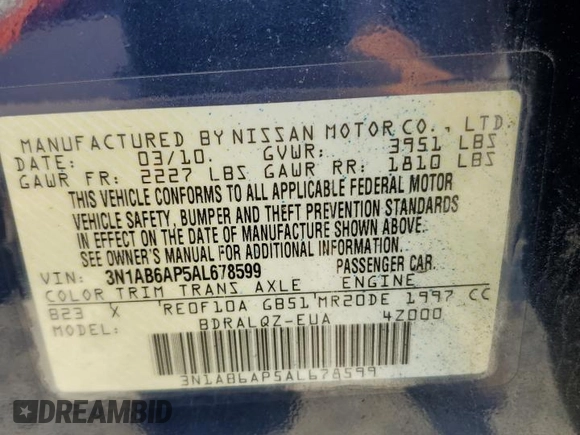 MANUFACTURED BY NISSAN MOTOR CO., LTD.
DATE: 03/10. GVWR: 3951 LBS
GAWR FR: 2227 LBS GAWR RR: 1810 LBS
THIS VEHICLE CONFORMS TO ALL APPLICABLE FEDERAL MOTOR
VEHICLE SAFETY, BUMPER AND THEFT PREVENTION STANDARDS
IN EFFECT ON THE DATE OF MANUFACTURE SHOWN ABOVE.
SEE OWNER'S MANUAL FOR ADDITIONAL INFORMATION.
VIN: 3N1AB6AP5AL678599 PASSENGER CAR.
COLOR TRIM TRANS AXLE ENGINE
B23 X RE0F10A GB51 MR20DE 1997 CC
MODEL: BDRALQZ-EUA 4Z000
3N1AB6AP5AL678599
DREAMBID